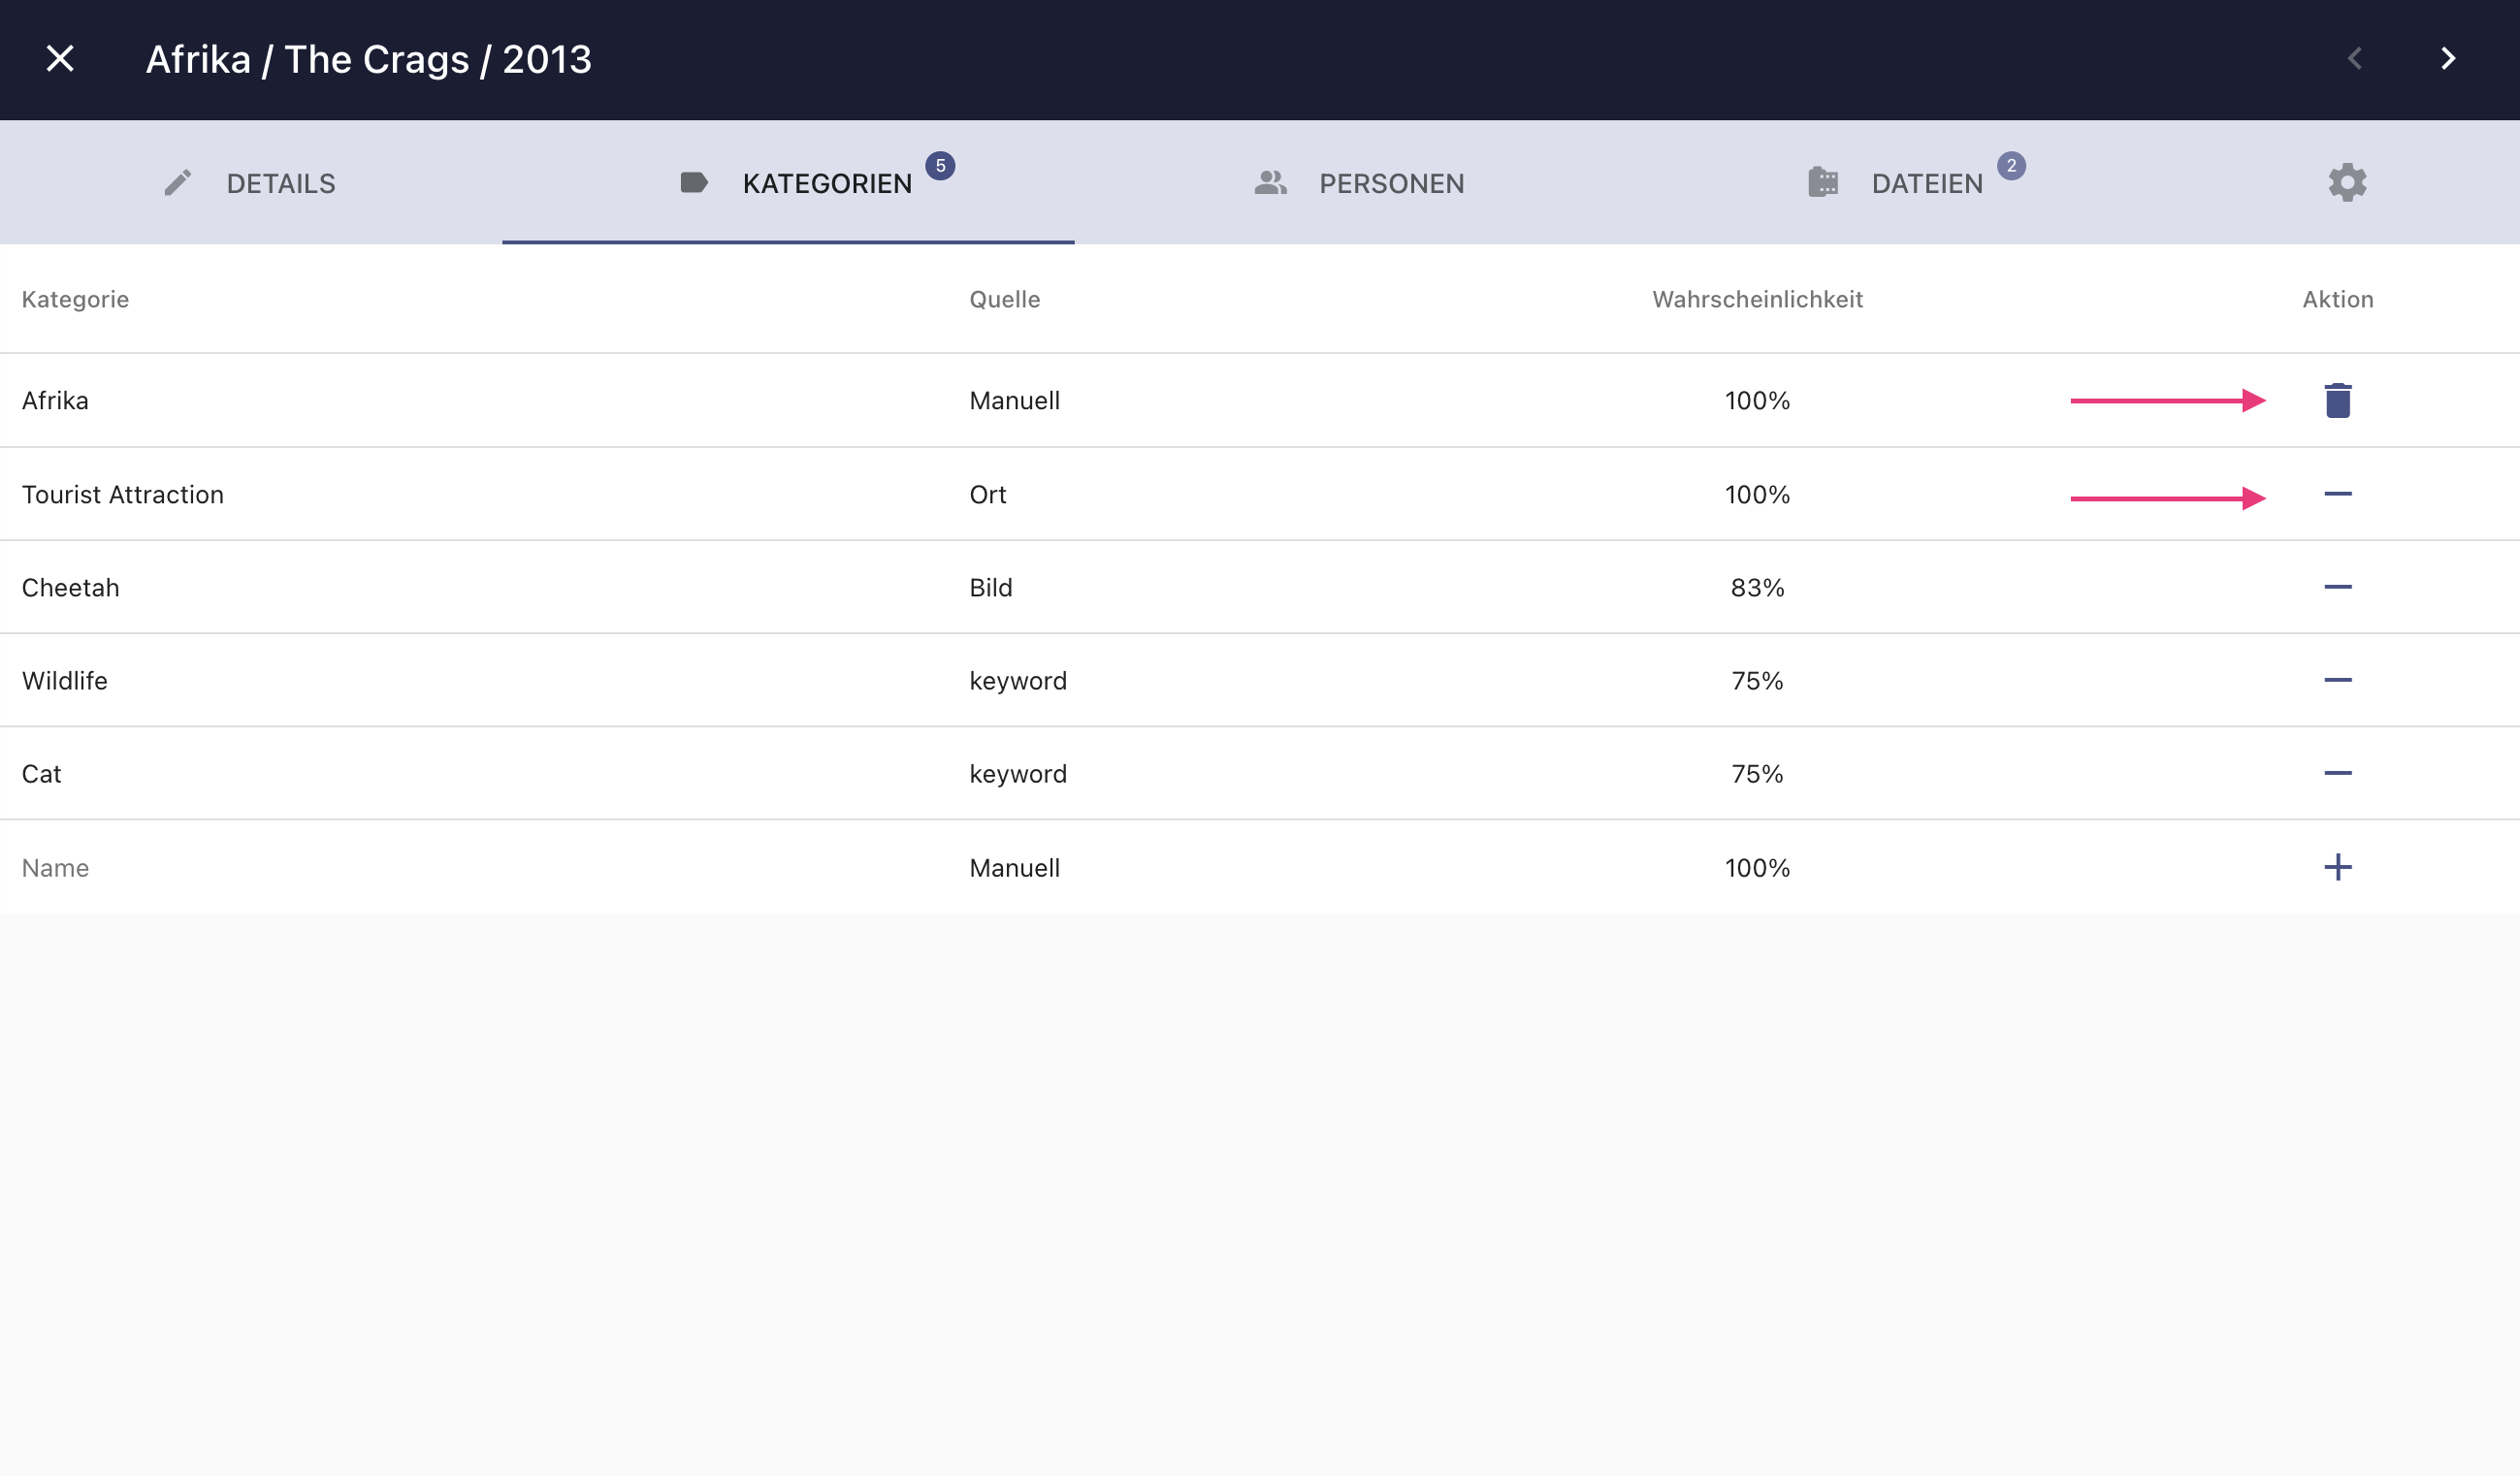 Afrika / The Crags / 2013
DETAILS KATEGORIEN 5 PERSONEN DATEIEN 2
Kategorie Quelle Wahrscheinlichkeit Aktion
Afrika Manuell 100%
Tourist Attraction Ort 100%
Cheetah Bild 83%
Wildlife keyword 75%
Cat keyword 75%
Name Manuell 100%